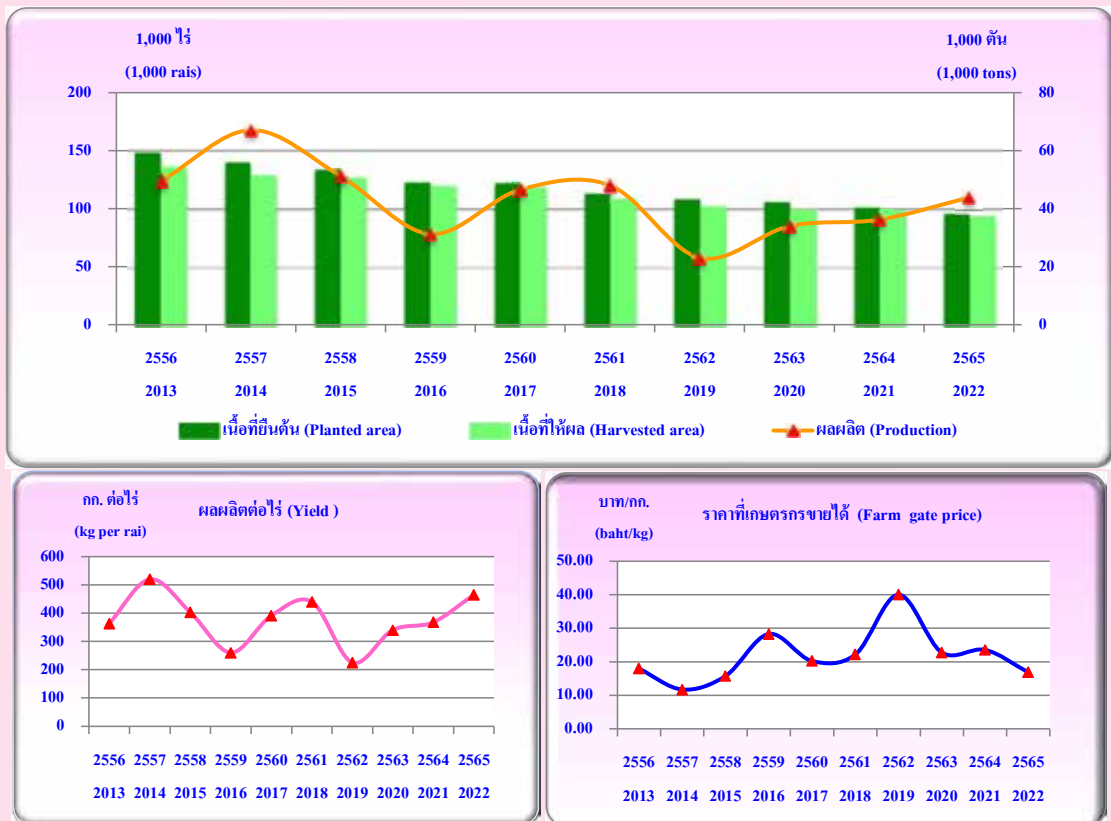 1,000 ไร่
(1,000 rais)
1,000 ตัน
(1,000 tons)
200
150
100
50
0
80
60
40
20
0
2556 2557 2558 2559 2560 2561 2562 2563 2564 2565
2013 2014 2015 2016 2017 2018 2019 2020 2021 2022
เนื้อที่ยืนต้น (Planted area) เนื้อที่ให้ผล (Harvested area) ผลผลิต (Production)
กก. ต่อไร่
(kg per rai)
ผลผลิตต่อไร่ (Yield )
600
500
400
300
200
100
0
2556 2557 2558 2559 2560 2561 2562 2563 2564 2565
2013 2014 2015 2016 2017 2018 2019 2020 2021 2022
บาท/กก.
(baht/kg)
ราคาที่เกษตรกรขายได้ (Farm gate price)
50.00
40.00
30.00
20.00
10.00
0.00
2556 2557 2558 2559 2560 2561 2562 2563 2564 2565
2013 2014 2015 2016 2017 2018 2019 2020 2021 2022